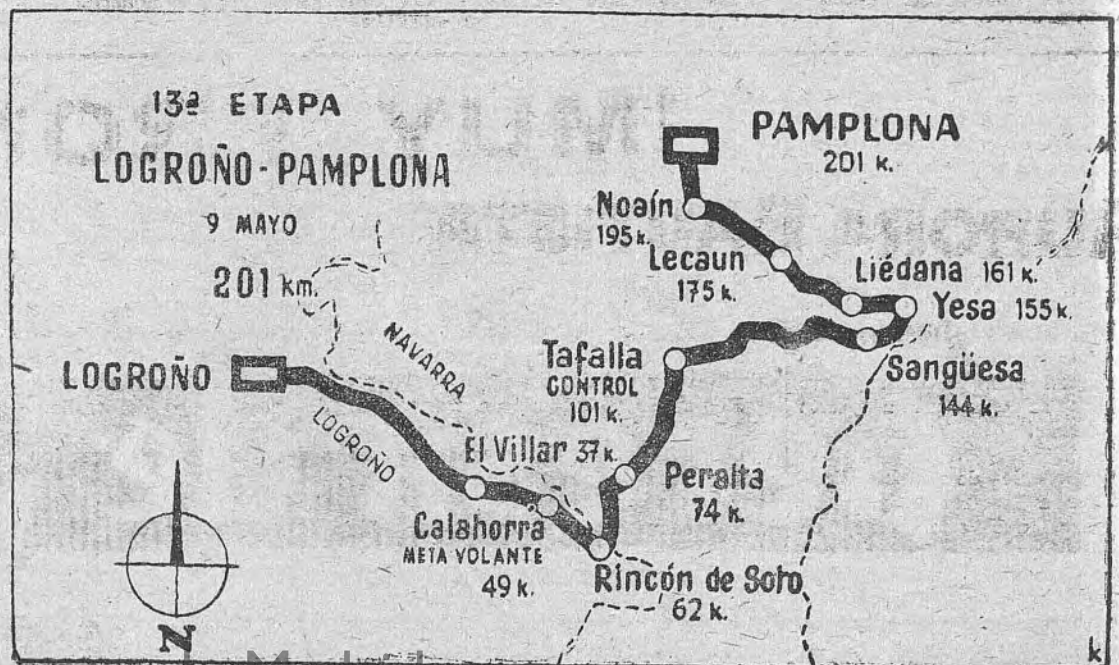 13ª ETAPA
LOGROÑO-PAMPLONA
9 MAYO
201 km.
PAMPLONA
201 k.
Noaín
195 k.
Lecaun
175 k.
Liédana 161 k.
Yesa 155 k.
Sangüesa
144 k.
Tafalla
CONTROL
101 k.
NAVARRA
LOGROÑO
LOGROÑO
El Villar 37 k.
Peralta
74 k.
Calahorra
META VOLANTE
49 k.
Rincón de Soto
62 k.
N
k